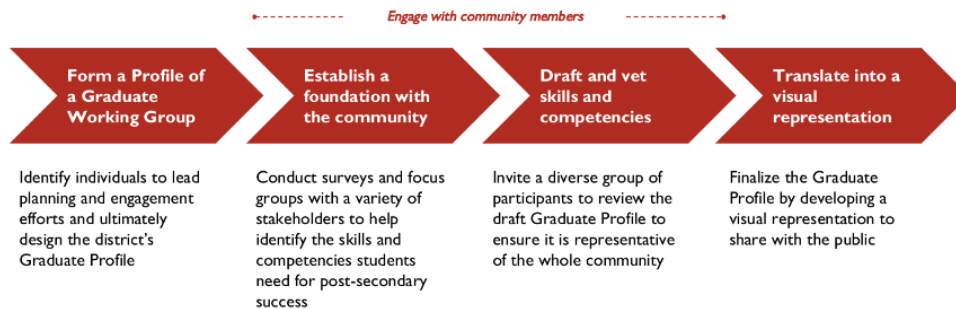 Engage with community members
Form a Profile of
a Graduate
Working Group
Establish a
foundation with
the community
Draft and vet
skills and
competencies
Translate into a
visual
representation
Identify individuals to lead
planning and engagement
efforts and ultimately
design the district's
Graduate Profile
Conduct surveys and focus
groups with a variety of
stakeholders to help
identify the skills and
competencies students
need for post-secondary
success
Invite a diverse group of
participants to review the
draft Graduate Profile to
ensure it is representative
of the whole community
Finalize the Graduate
Profile by developing a
visual representation to
share with the public